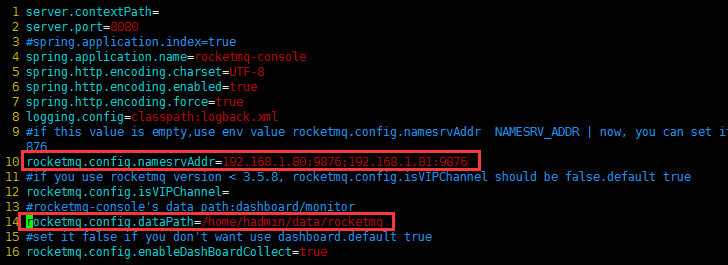 1 server.contextPath=
2 server.port=8080
3 #spring.application.index=true
4 spring.application.name=rocketmq-console
5 spring.http.encoding.charset=UTF-8
6 spring.http.encoding.enabled=true
7 spring.http.encoding.force=true
8 logging.config=classpath:logback.xml
9 #if this value is empty,use env value rocketmq.config.namesrvAddr  NAMESRV_ADDR | now, you can set i
876
10 rocketmq.config.namesrvAddr=192.168.1.80:9876;192.168.1.81:9876
11 #if you use rocketmq version < 3.5.8, rocketmq.config.isVIPChannel should be false.default true
12 rocketmq.config.isVIPChannel=
13 #rocketmq-console's data path:dashboard/monitor
14 rocketmq.config.dataPath=/home/hadmin/data/rocketmq
15 #set it false if you don't want use dashboard.default true
16 rocketmq.config.enableDashBoardCollect=true